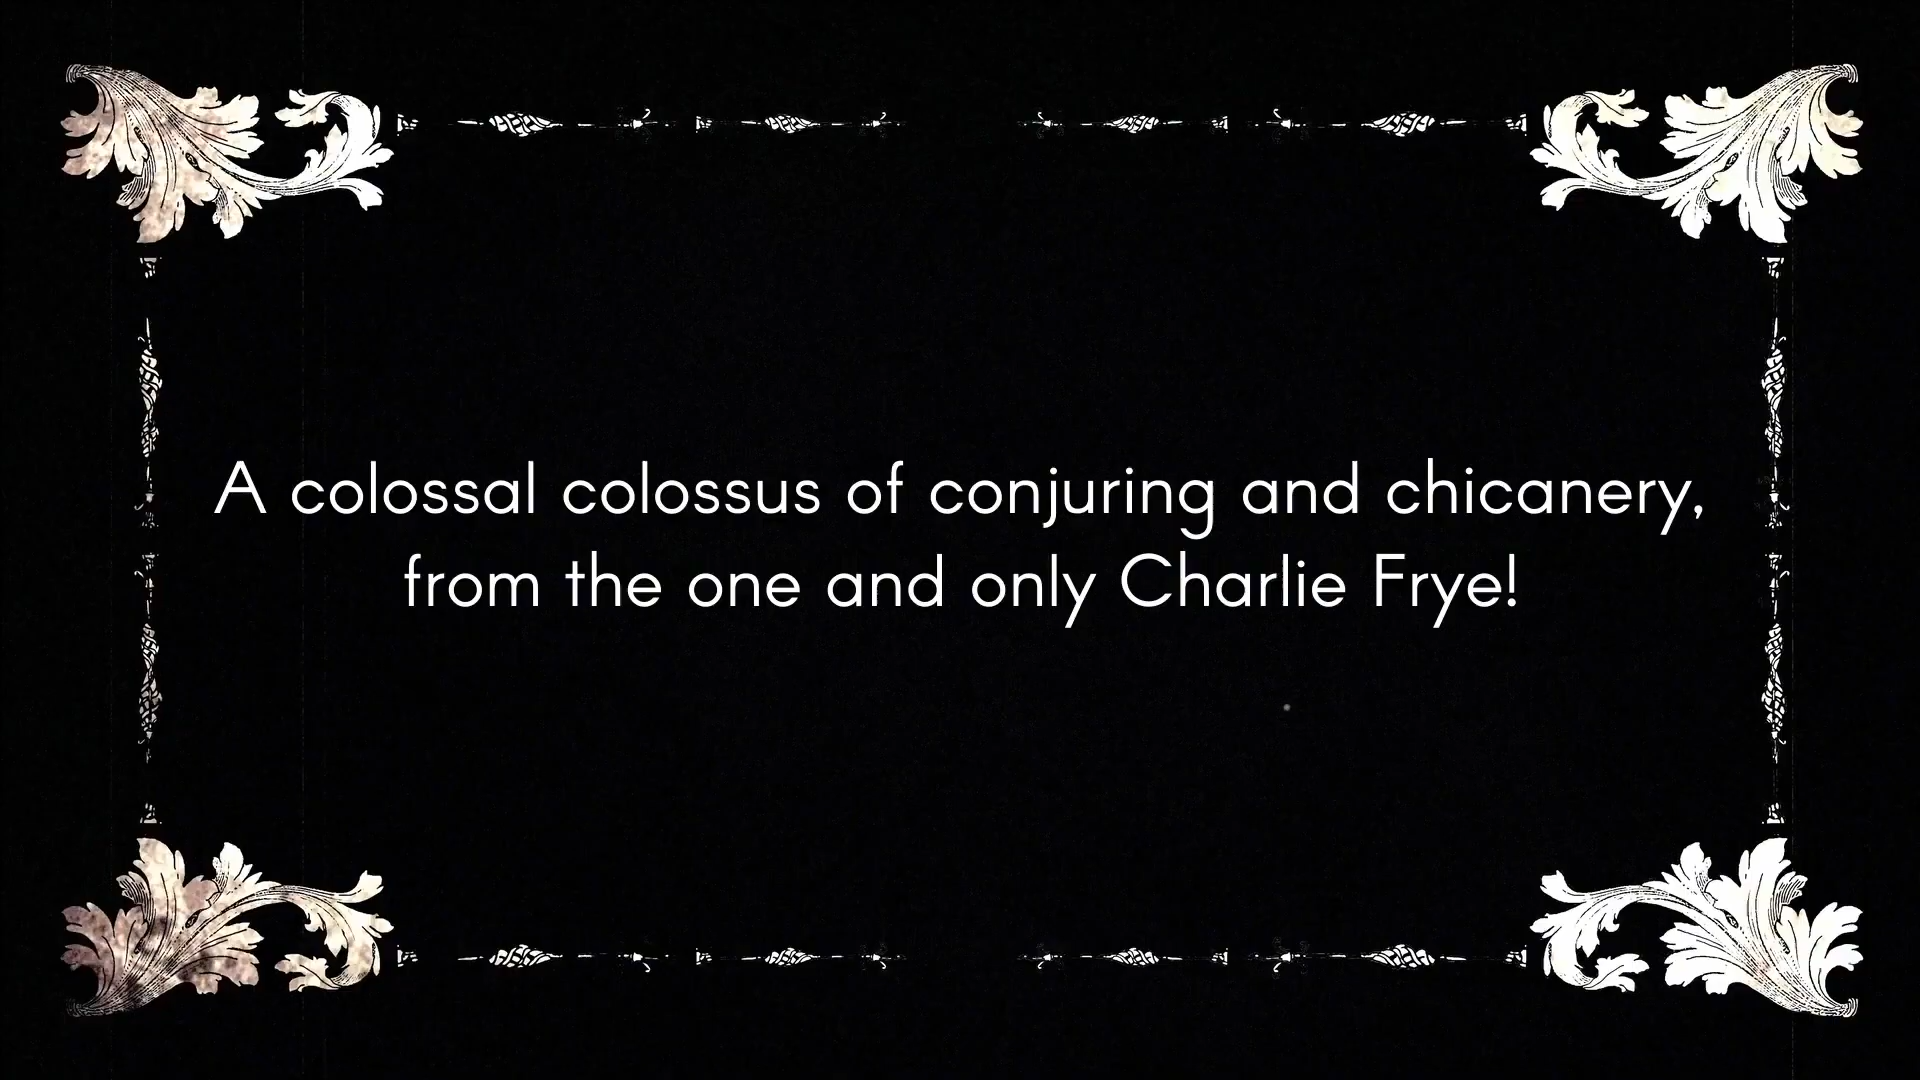 A colossal colossus of conjuring and chicanery,
from the one and only Charlie Frye!